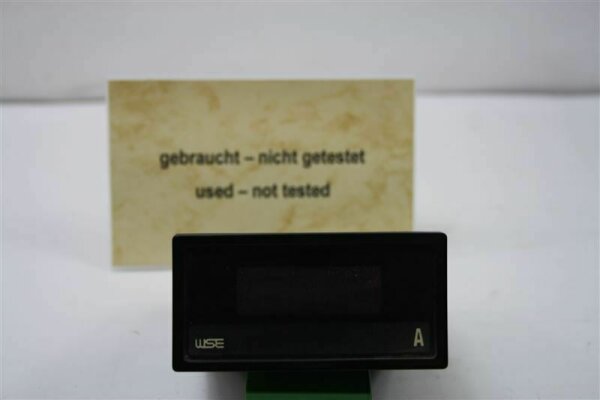 gebraucht – nicht getestet
used – not tested
WSE A